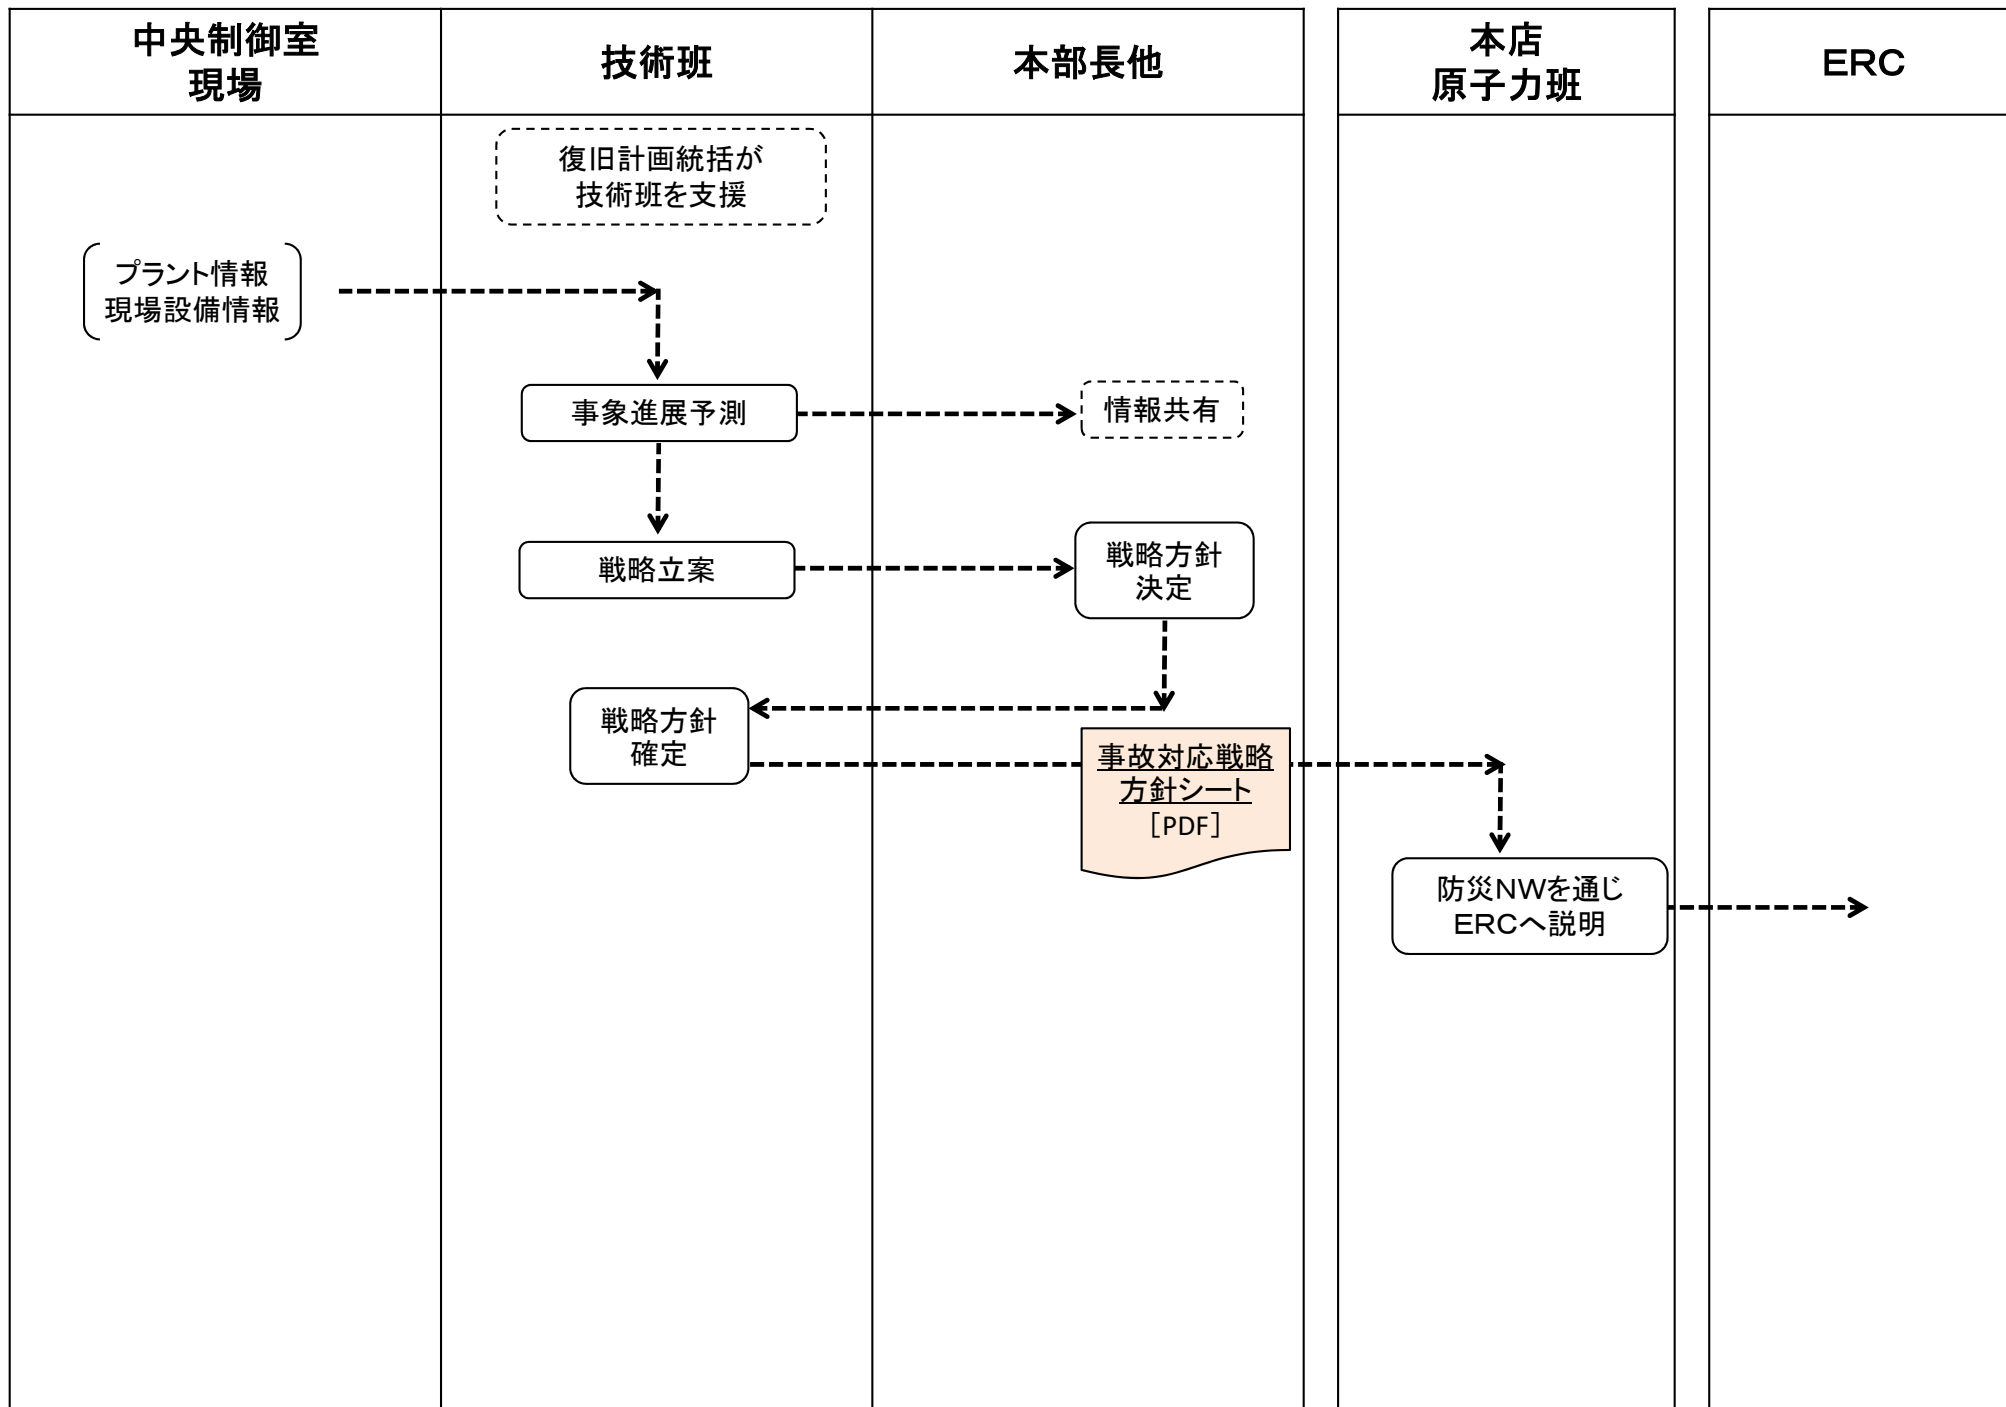 中央制御室
現場
技術班
本部長他
本店
原子力班
ERC
復旧計画統括が
技術班を支援
プラント情報
現場設備情報
事象進展予測
情報共有
戦略立案
戦略方針
決定
戦略方針
確定
事故対応戦略
方針シート
［PDF］
防災NWを通じ
ERCへ説明